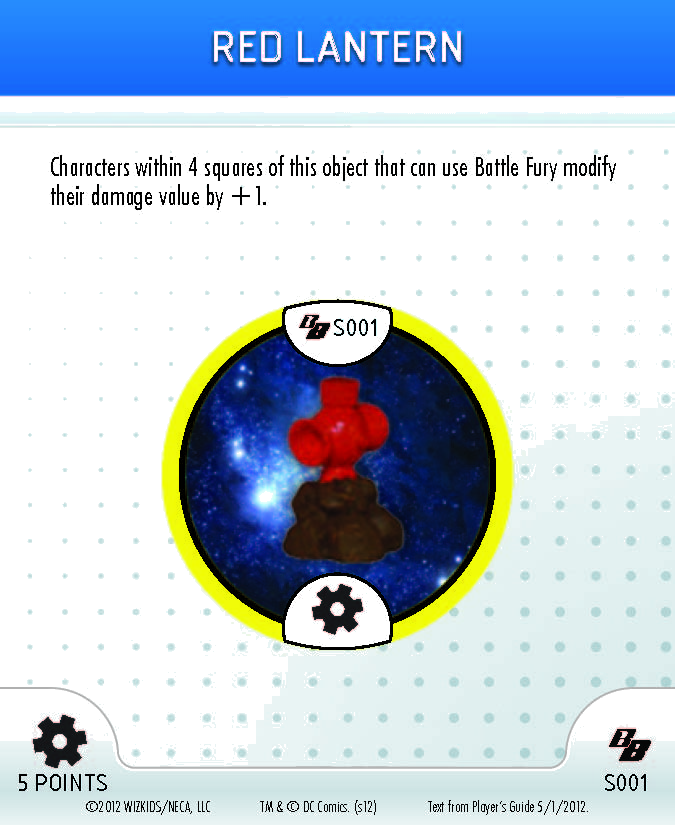 RED LANTERN
Characters within 4 squares of this object that can use Battle Fury modify
their damage value by +1.
BB S001
5 POINTS
BB
S001
©2012 WIZKIDS/NECA, LLC TM & © DC Comics. (s12) Text from Player's Guide 5/1/2012.